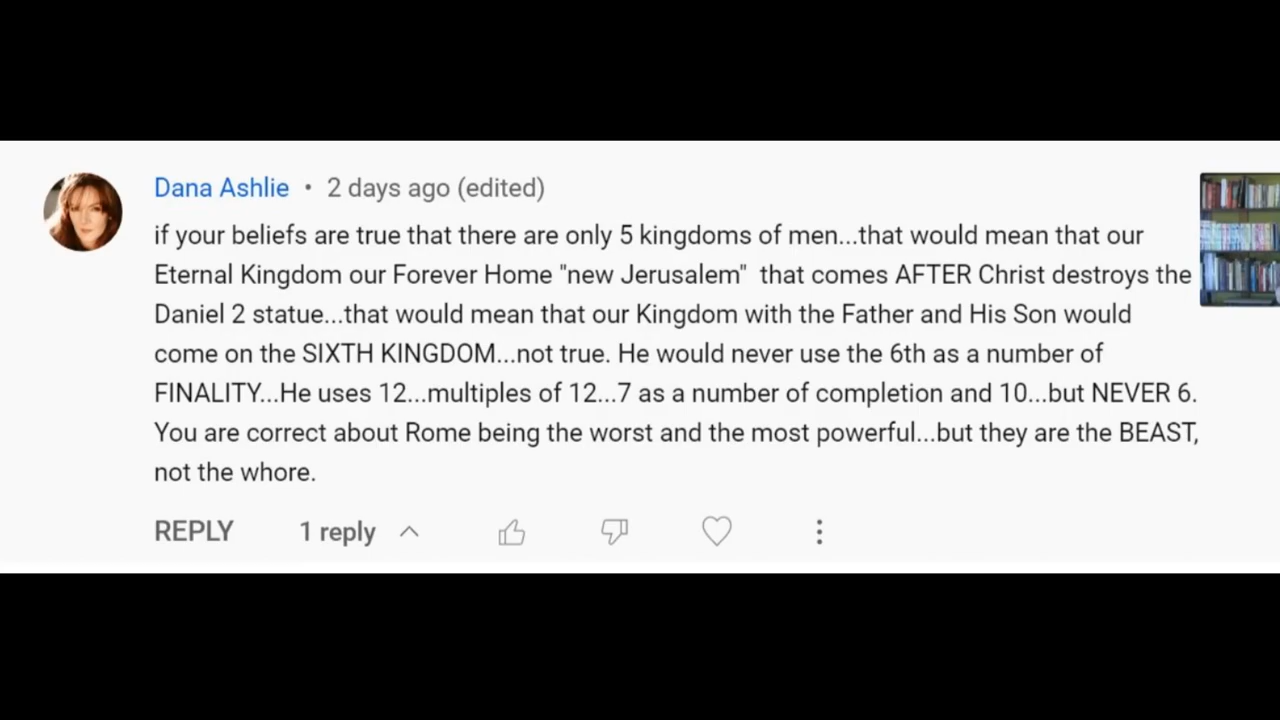 Dana Ashlie • 2 days ago (edited)
if your beliefs are true that there are only 5 kingdoms of men...that would mean that our
Eternal Kingdom our Forever Home "new Jerusalem"  that comes AFTER Christ destroys the
Daniel 2 statue...that would mean that our Kingdom with the Father and His Son would
come on the SIXTH KINGDOM...not true. He would never use the 6th as a number of
FINALITY...He uses 12...multiples of 12...7 as a number of completion and 10...but NEVER 6.
You are correct about Rome being the worst and the most powerful...but they are the BEAST,
not the whore.
REPLY 1 reply